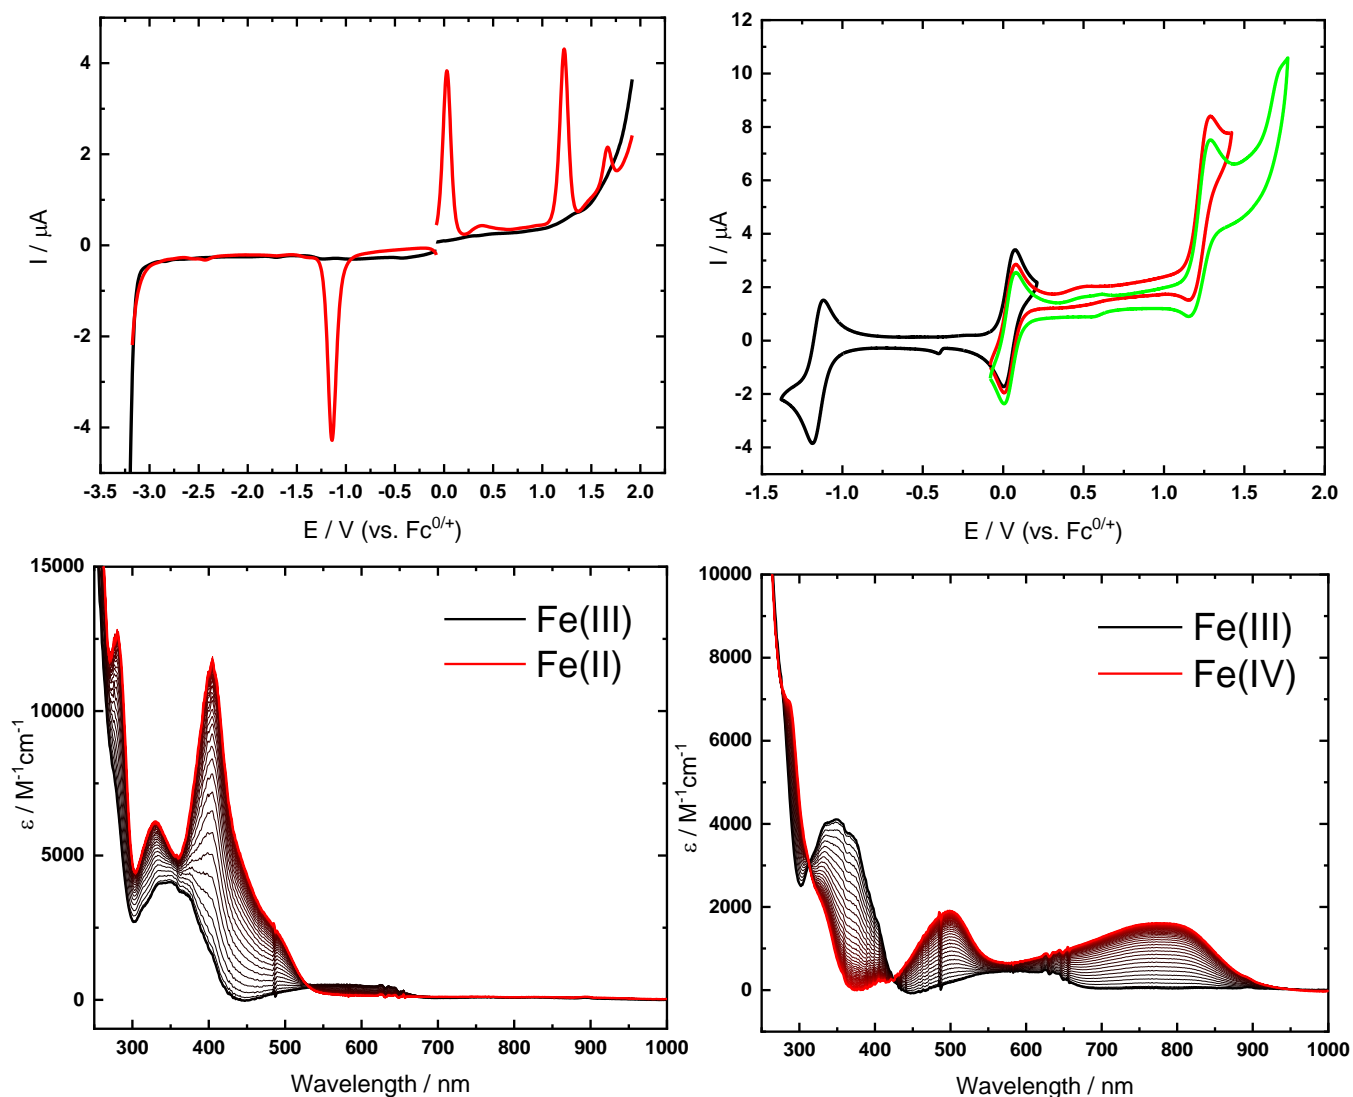 4
2
0
-2
-4
I / μA
-3.5 -3.0 -2.5 -2.0 -1.5 -1.0 -0.5 0.0 0.5 1.0 1.5 2.0
E / V (vs. Fc0/+)
12
10
8
6
4
2
0
-2
-4
I / μA
-1.5 -1.0 -0.5 0.0 0.5 1.0 1.5 2.0
E / V (vs. Fc0/+)
15000
10000
5000
0
ε / M-1cm-1
Fe(III)
Fe(II)
300 400 500 600 700 800 900 1000
Wavelength / nm
10000
8000
6000
4000
2000
0
ε / M-1cm-1
Fe(III)
Fe(IV)
300 400 500 600 700 800 900 1000
Wavelength / nm